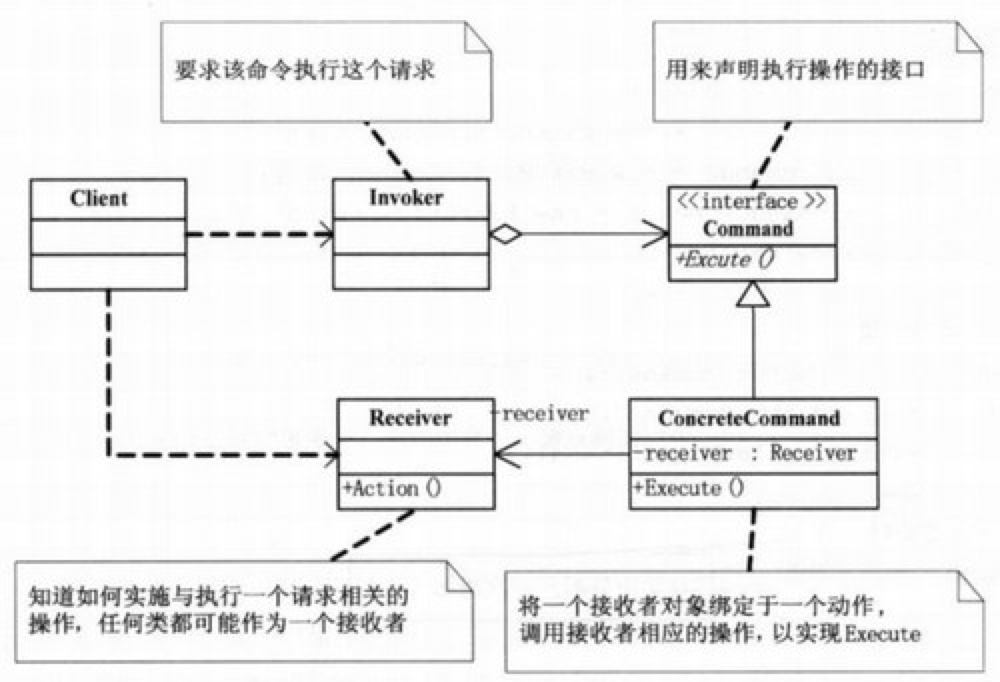 要求该命令执行这个请求
用来声明执行操作的接口
Client
Invoker
<<interface >>
Command
+Excute ()
Receiver
-receiver
ConcreteCommand
-receiver : Receiver
+Action ()
+Execute ()
知道如何实施与执行一个请求相关的
操作，任何类都可能作为一个接收者
将一个接收者对象绑定于一个动作，
调用接收者相应的操作，以实现Execute